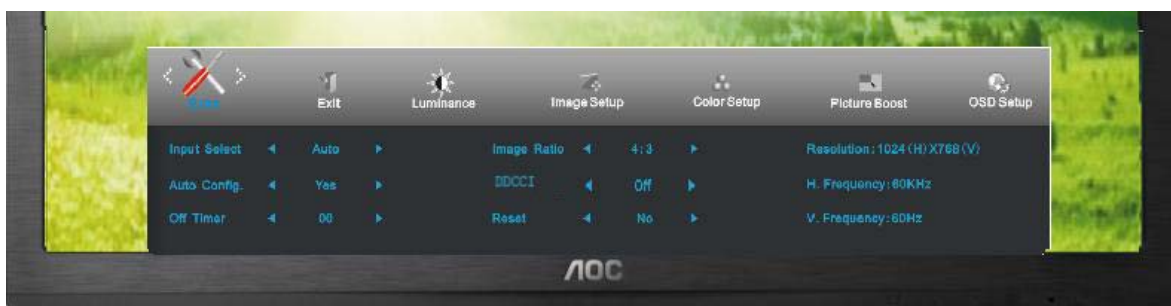 Exit Luminance Image Setup Color Setup Picture Boost OSD Setup
Input Select Auto Image Ratio 4:3 Resolution:1024(H)X768(V)
Auto Config. Yes DDCCI Off H. Frequency:60KHz
Off Timer 00 Reset No V. Frequency:60Hz
AOC